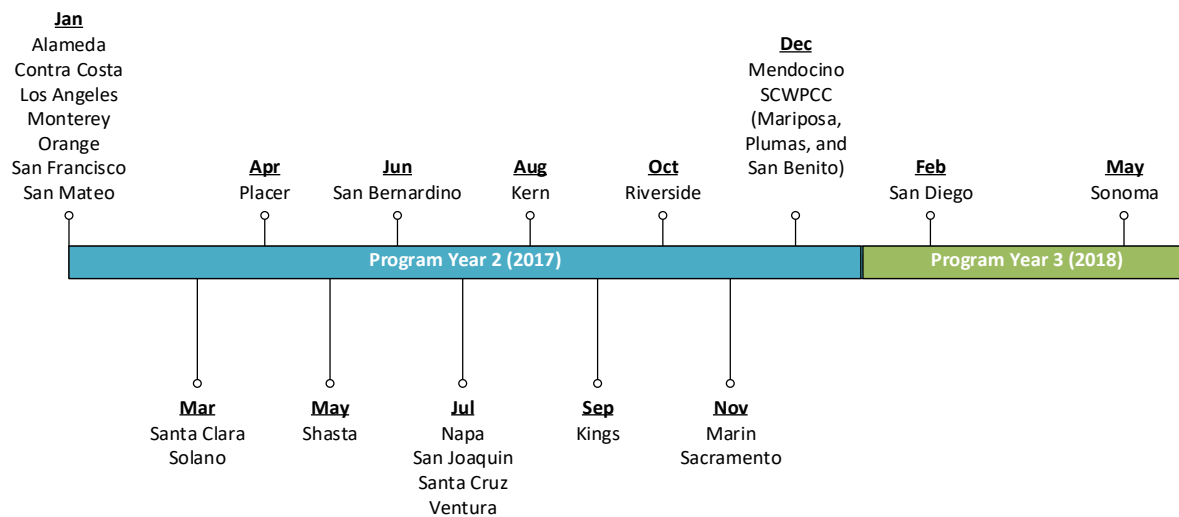 Jan
Alameda
Contra Costa
Los Angeles
Monterey
Orange
San Francisco
San Mateo
Apr
Placer
Jun
San Bernardino
Aug
Kern
Oct
Riverside
Dec
Mendocino
SCWPCC
(Mariposa,
Plumas, and
San Benito)
Feb
San Diego
May
Sonoma
Program Year 2 (2017)
Program Year 3 (2018)
Mar
Santa Clara
Solano
May
Shasta
Jul
Napa
San Joaquin
Santa Cruz
Ventura
Sep
Kings
Nov
Marin
Sacramento